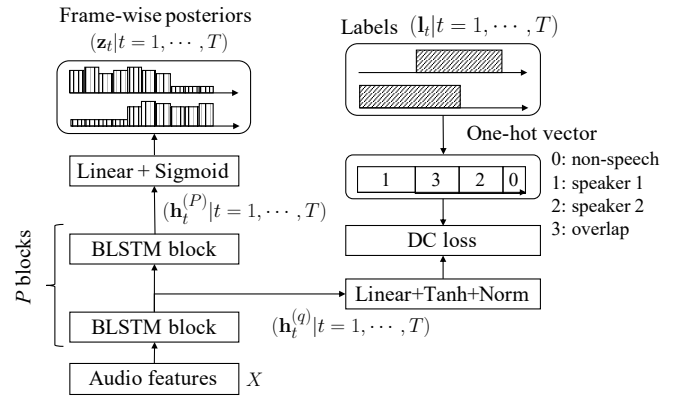 Frame-wise posteriors
(𝐳_t|t = 1, ⋯ , T)
Linear + Sigmoid
(𝐡_t^{(P)}|t = 1, ⋯ , T)
P blocks
BLSTM block
BLSTM block
Audio features X
Labels (𝐥_t|t = 1, ⋯ , T)
One-hot vector
1 3 2 0
0: non-speech
1: speaker 1
2: speaker 2
3: overlap
DC loss
Linear+Tanh+Norm
(𝐡_t^{(q)}|t = 1, ⋯ , T)